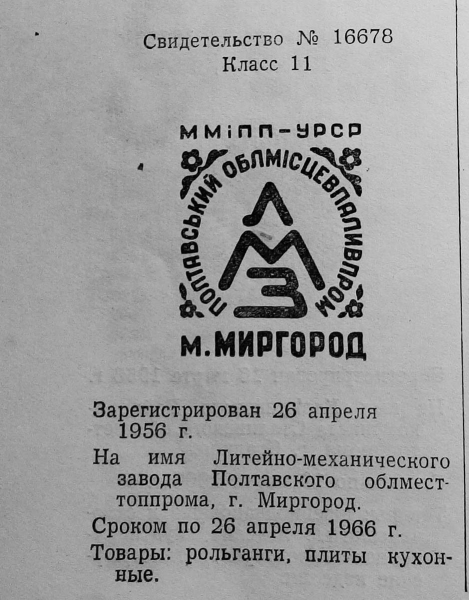 Свидетельство № 16678
Класс 11
ММіПП-УРСР
ПОЛТАВСЬКИЙ ОБЛМІСЦЕВПАЛИВПРОМ
Л
М
З
м. МИРГОРОД
Зарегистрирован 26 апреля
1956 г.
На имя Литейно-механического
завода Полтавского облмест-
топпрома, г. Миргород.
Сроком по 26 апреля 1966 г.
Товары: рольганги, плиты кухон-
ные.